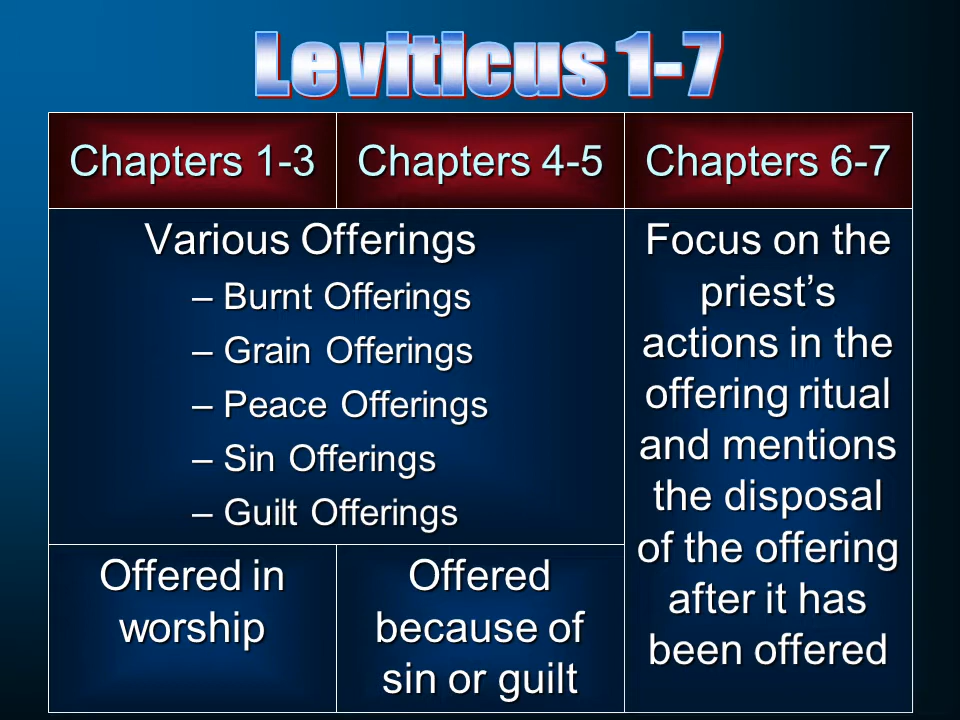 Leviticus 1-7
Chapters 1-3
Chapters 4-5
Chapters 6-7
Various Offerings
– Burnt Offerings
– Grain Offerings
– Peace Offerings
– Sin Offerings
– Guilt Offerings
Offered in
worship
Offered
because of
sin or guilt
Focus on the
priest’s
actions in the
offering ritual
and mentions
the disposal
of the offering
after it has
been offered